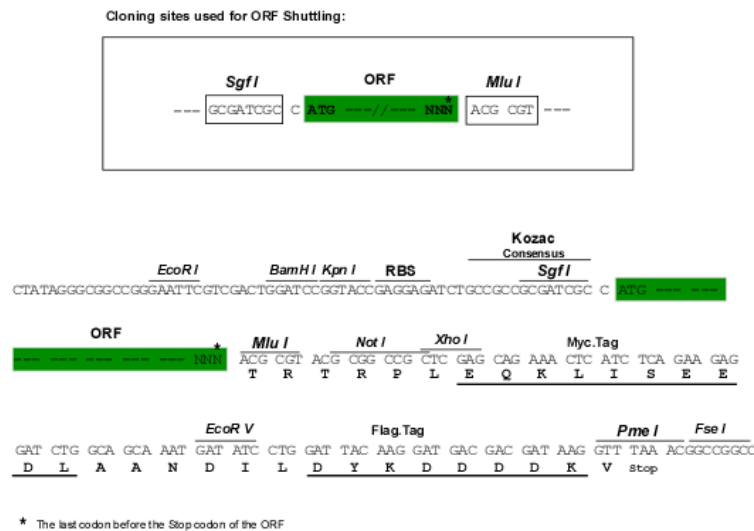 Cloning sites used for ORF Shuttling:
Sgf I ORF Mlu I
*
--- GCGATCGC C ATG ---//--- NNN ACG CGT ---
Kozac
Consensus
EcoR I BamH I Kpn I RBS Sgf I
CTATAGGGCGGCCGGGAATTCGTCGACTGGATCCGGTACCGAGGAGATCTGCCGCCGCGATCGC C ATG --- ---
ORF
* Mlu I Not I Xho I Myc.Tag
--- --- --- --- --- --- NNN ACG CGT ACG CGG CCG CTC GAG CAG AAA CTC ATC TCA GAA GAG
T R T R P L E Q K L I S E E
EcoR V Flag.Tag Pme I Fse I
GAT CTG GCA GCA AAT GAT ATC CTG GAT TAC AAG GAT GAC GAC GAT AAG GTT TAA ACGGCCGGCC
D L A A N D I L D Y K D D D D K V Stop
* The last codon before the Stop codon of the ORF